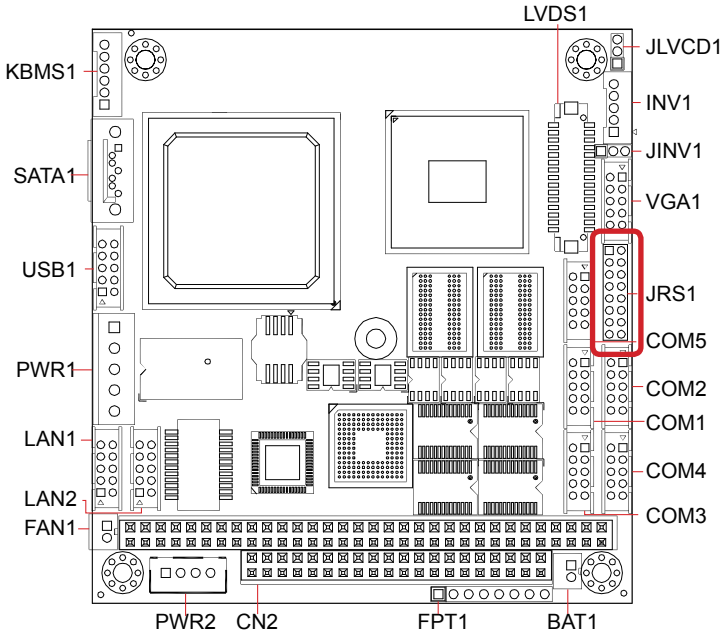 LVDS1
JLVCD1
KBMS1
INV1
JINV1
SATA1
VGA1
USB1
JRS1
COM5
PWR1
COM2
COM1
LAN1
COM4
LAN2
COM3
FAN1
PWR2
CN2
FPT1
BAT1